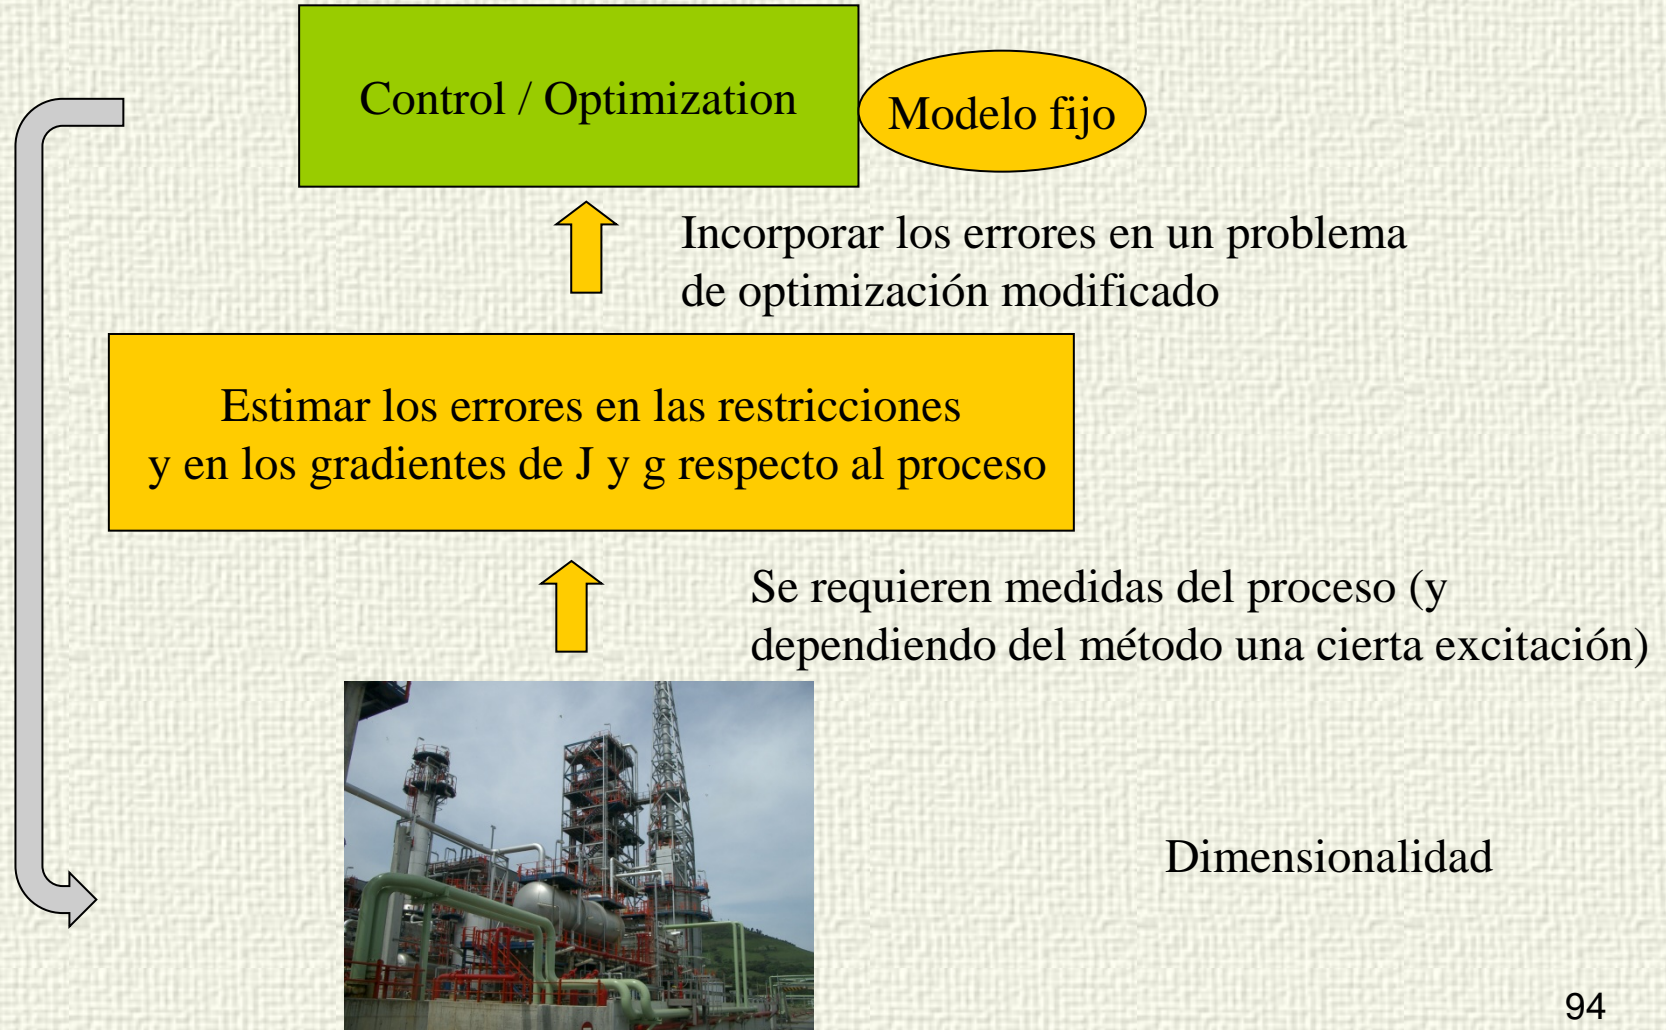 Control / Optimization
Modelo fijo
Incorporar los errores en un problema
de optimización modificado
Estimar los errores en las restricciones
y en los gradientes de J y g respecto al proceso
Se requieren medidas del proceso (y
dependiendo del método una cierta excitación)
Dimensionalidad
94